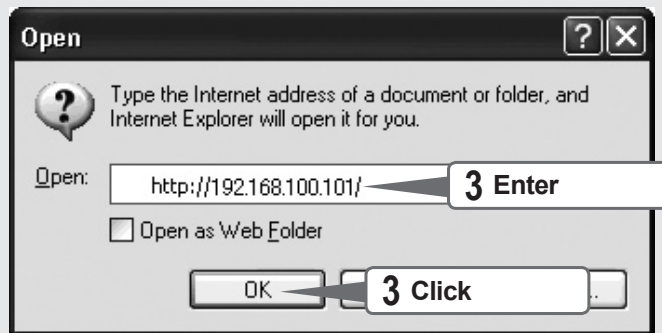 Open
Type the Internet address of a document or folder, and
Internet Explorer will open it for you.
Open: http://192.168.100.101/ 3 Enter
Open as Web Folder
OK 3 Click ...